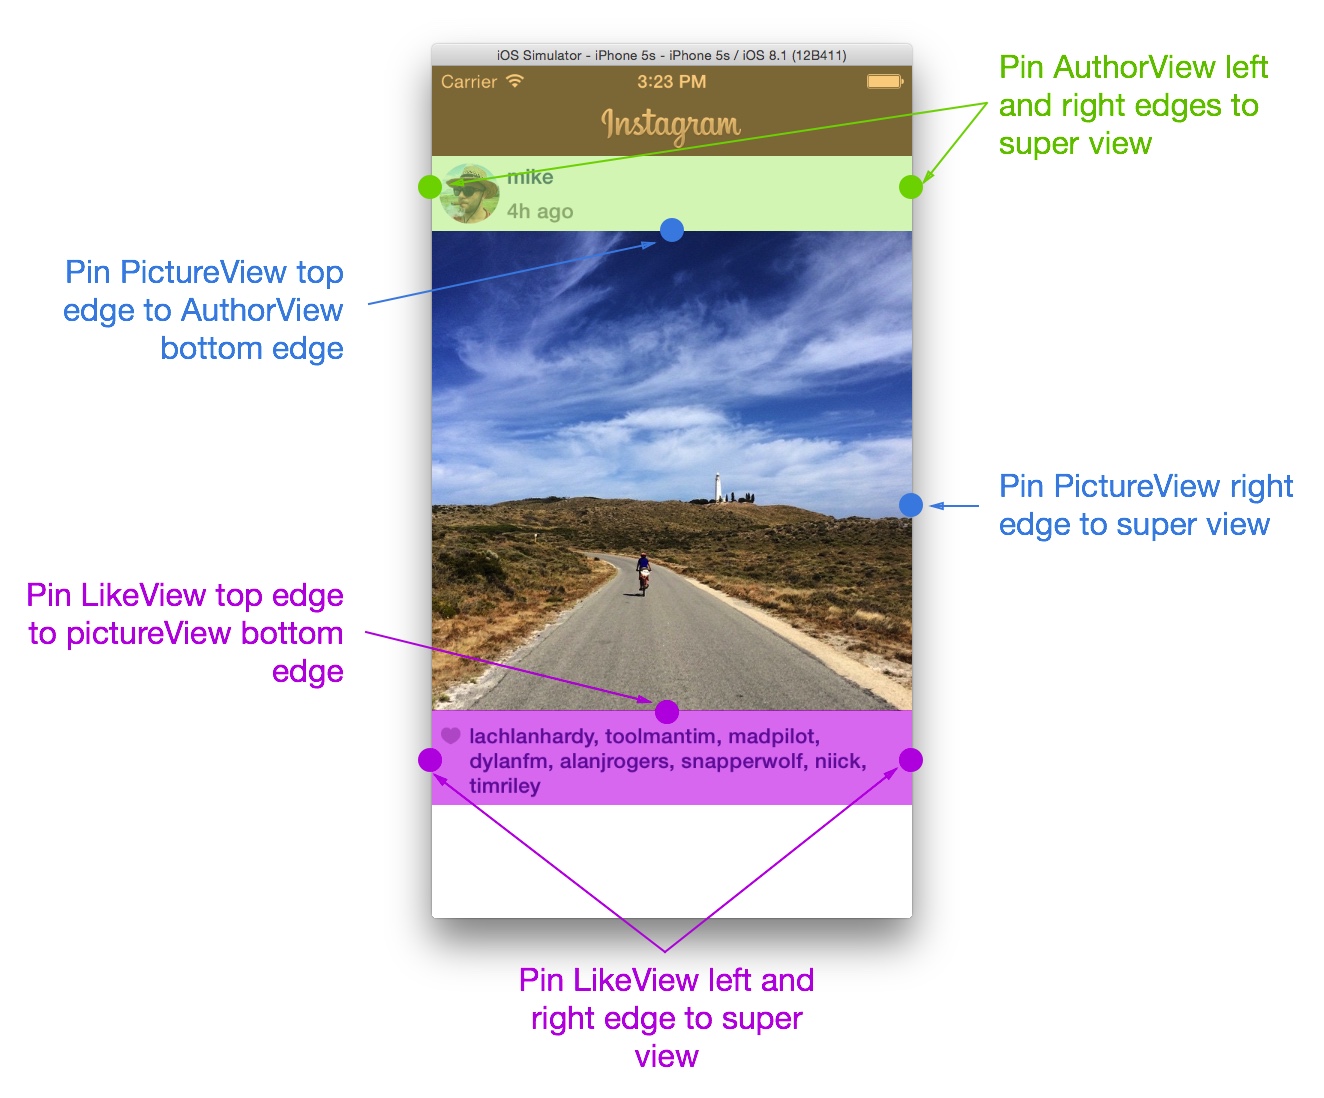 iOS Simulator - iPhone 5s - iPhone 5s / iOS 8.1 (12B411)
Carrier 3:23 PM
Instagram
Pin AuthorView left
and right edges to
super view
mike
4h ago
Pin PictureView top
edge to AuthorView
bottom edge
Pin PictureView right
edge to super view
Pin LikeView top edge
to pictureView bottom
edge
lachlanhardy, toolmantim, madpilot,
dylanfm, alanjrogers, snapperwolf, niick,
timriley
Pin LikeView left and
right edge to super
view